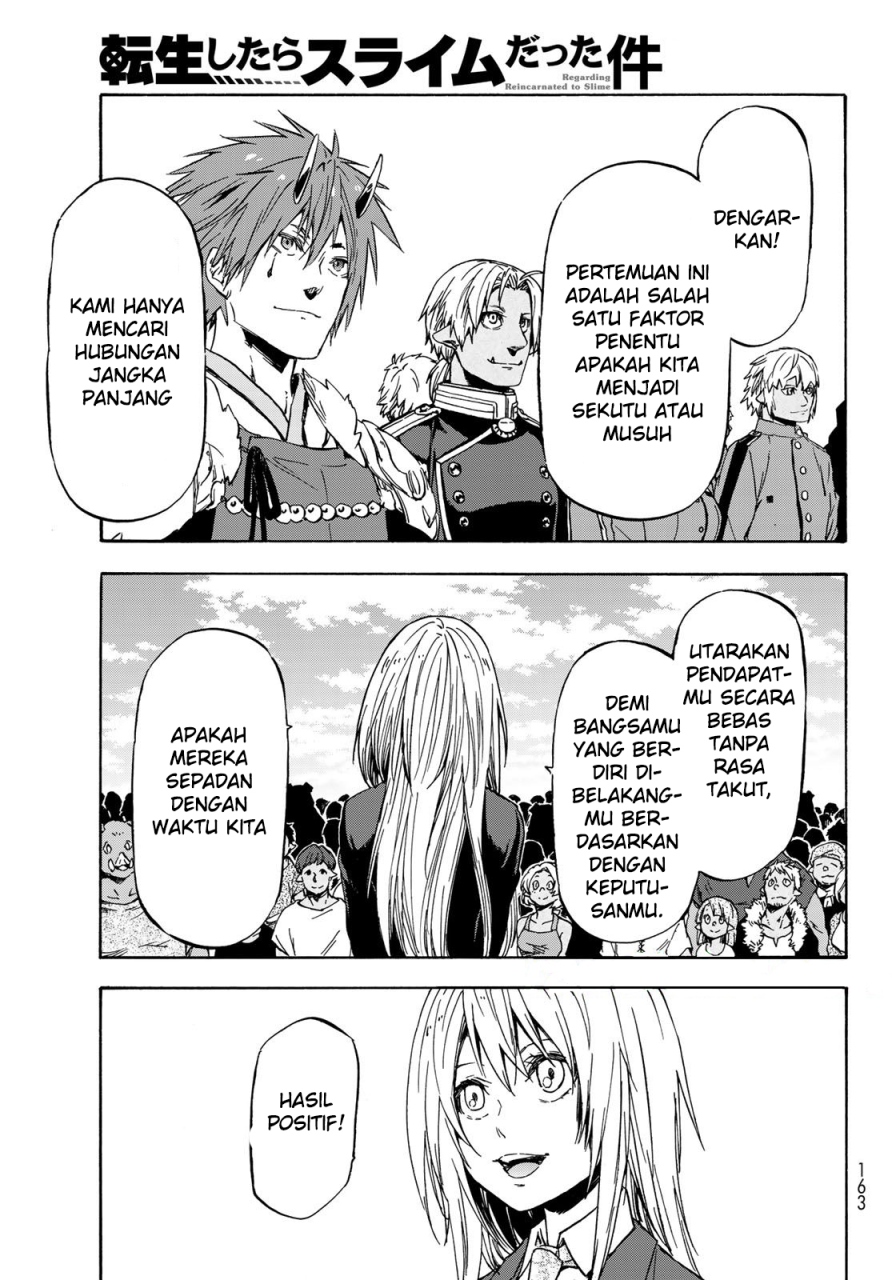 転生したらスライムだった件
Regarding
Reincarnated to Slime
DENGAR-
KAN!
PERTEMUAN INI
ADALAH SALAH
SATU FAKTOR
PENENTU
APAKAH KITA
MENJADI
SEKUTU ATAU
MUSUH
KAMI HANYA
MENCARI
HUBUNGAN
JANGKA
PANJANG
UTARAKAN
PENDAPAT-
MU SECARA
BEBAS
TANPA
RASA
TAKUT,
DEMI
BANGSAMU
YANG BER-
DIRI DI-
BELAKANG-
MU BER-
DASARKAN
DENGAN
KEPUTU-
SANMU.
APAKAH
MEREKA
SEPADAN
DENGAN
WAKTU KITA
HASIL
POSITIF!
163